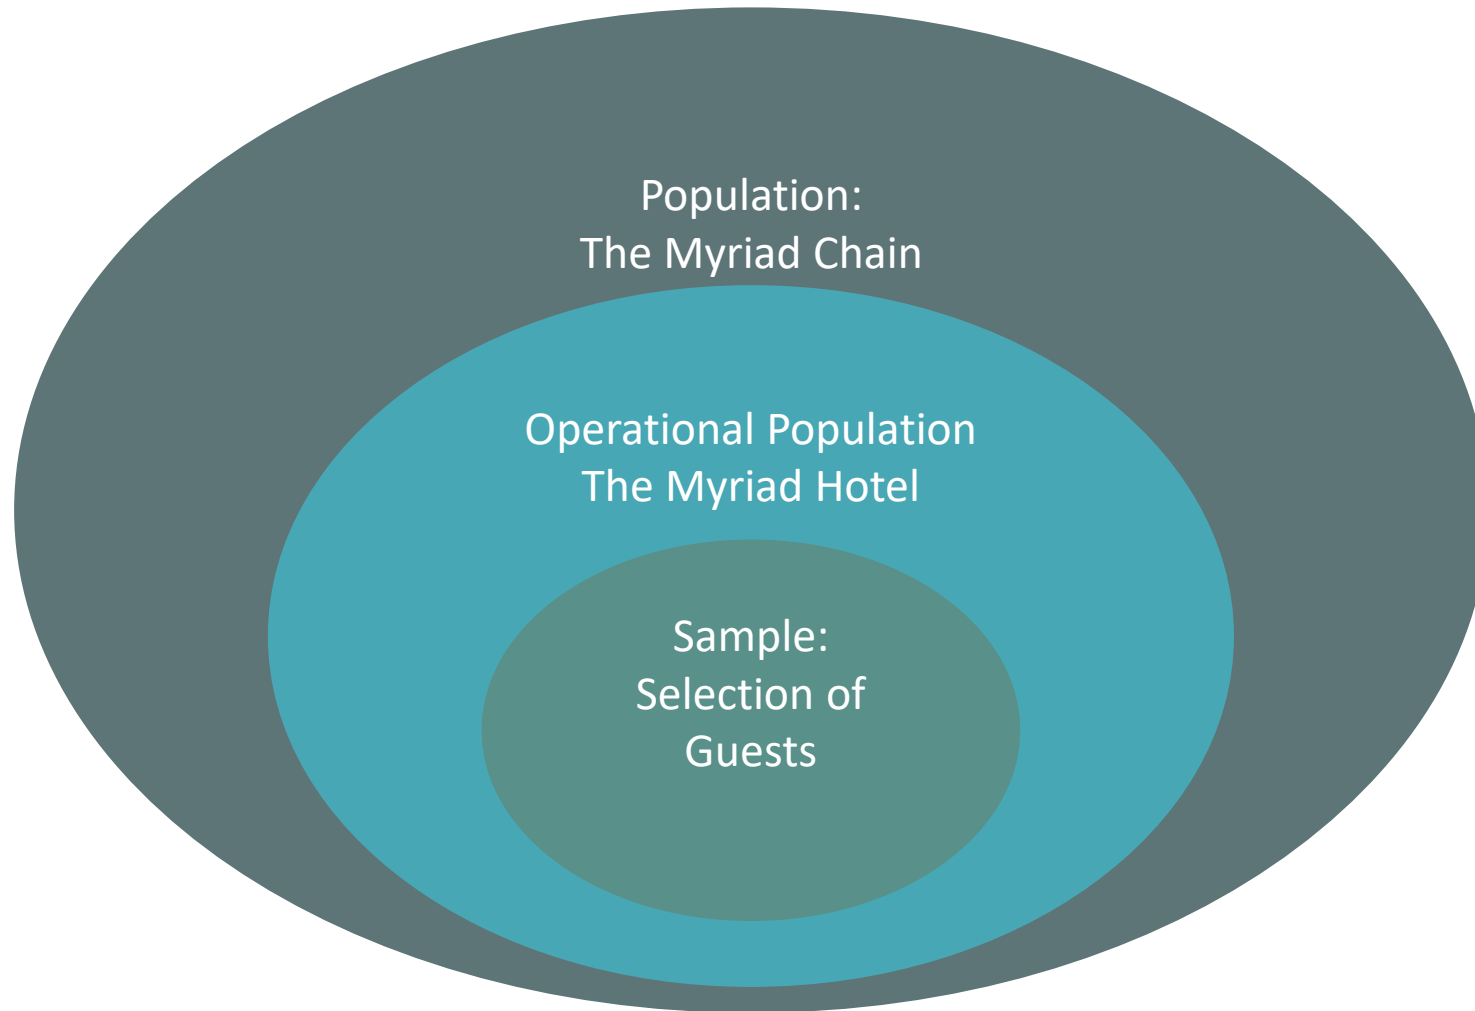 Population:
The Myriad Chain
Operational Population
The Myriad Hotel
Sample:
Selection of
Guests